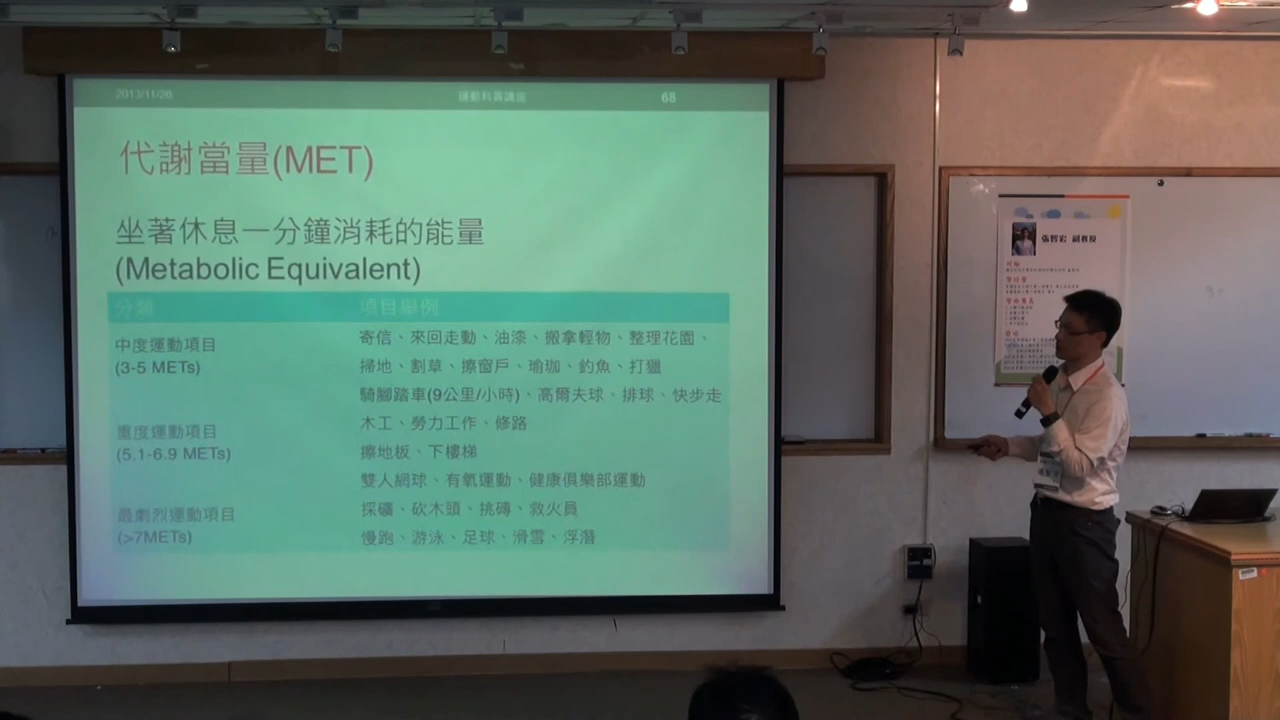 2013/11/26
運動科普講座
68
代謝當量(MET)
坐著休息一分鐘消耗的能量
(Metabolic Equivalent)
分類
項目舉例
中度運動項目
(3-5 METs)
寄信、來回走動、油漆、搬拿輕物、整理花園、
掃地、割草、擦窗戶、瑜珈、釣魚、打獵
騎腳踏車(9公里/小時)、高爾夫球、排球、快步走
重度運動項目
(5.1-6.9 METs)
木工、勞力工作、修路
擦地板、下樓梯
雙人網球、有氧運動、健康俱樂部運動
最劇烈運動項目
(>7METs)
採礦、砍木頭、挑磚、救火員
慢跑、游泳、足球、滑雪、浮潛
張智宏 副教授